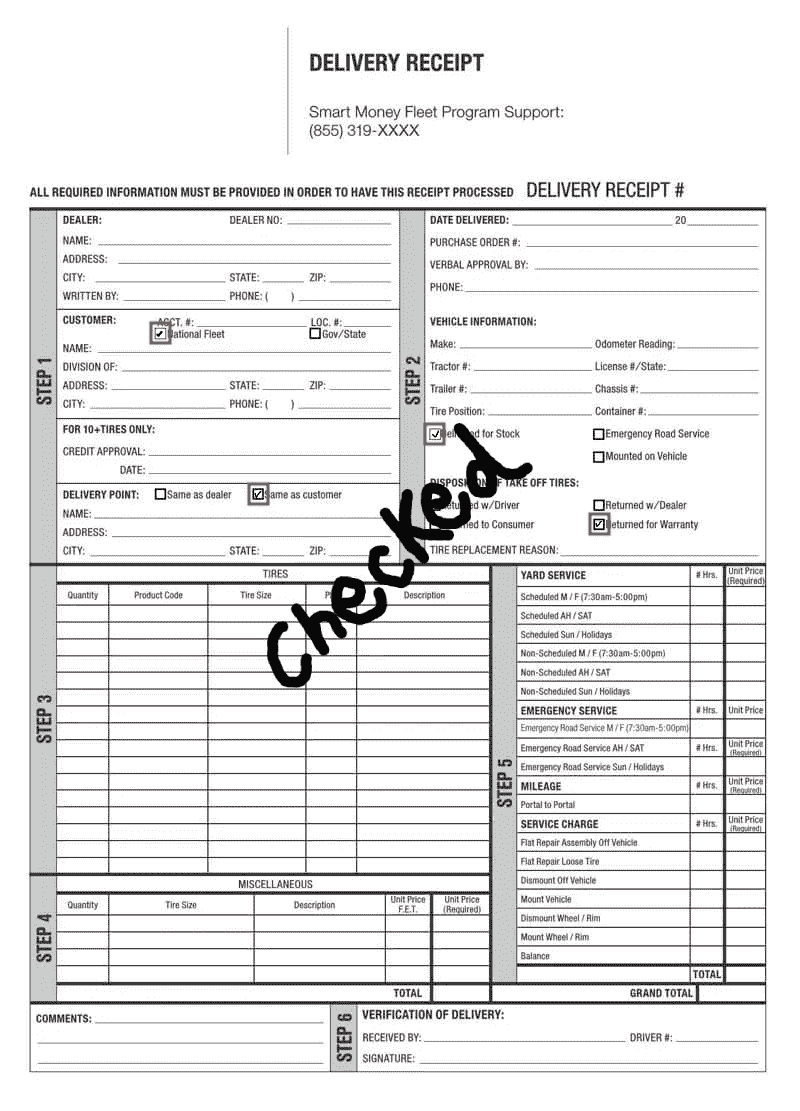 DELIVERY RECEIPT
Smart Money Fleet Program Support:
(855) 319-XXXX
ALL REQUIRED INFORMATION MUST BE PROVIDED IN ORDER TO HAVE THIS RECEIPT PROCESSED DELIVERY RECEIPT #
STEP 1
DEALER: DEALER NO:
NAME:
ADDRESS:
CITY: STATE: ZIP:
WRITTEN BY: PHONE: ( )
CUSTOMER: ACCT. #: LOC. #:
National Fleet Gov/State
NAME:
DIVISION OF:
ADDRESS: STATE: ZIP:
CITY: PHONE: ( )
FOR 10+TIRES ONLY:
CREDIT APPROVAL:
DATE:
DELIVERY POINT: Same as dealer Same as customer
NAME:
ADDRESS:
CITY: STATE: ZIP:
STEP 2
DATE DELIVERED: 20
PURCHASE ORDER #:
VERBAL APPROVAL BY:
PHONE:
VEHICLE INFORMATION:
Make: Odometer Reading:
Tractor #: License #/State:
Trailer #: Chassis #:
Tire Position: Container #:
for Stock Emergency Road Service
Mounted on Vehicle
DISPOSITION OF TAKE OFF TIRES:
w/Driver Returned w/Dealer
to Consumer Returned for Warranty
TIRE REPLACEMENT REASON:
Checked
STEP 3
TIRES
Quantity Product Code Tire Size Description
STEP 4
MISCELLANEOUS
Quantity Tire Size Description Unit Price F.E.T. Unit Price (Required)
TOTAL
STEP 5
YARD SERVICE # Hrs. Unit Price (Required)
Scheduled M / F (7:30am-5:00pm)
Scheduled AH / SAT
Scheduled Sun / Holidays
Non-Scheduled M / F (7:30am-5:00pm)
Non-Scheduled AH / SAT
Non-Scheduled Sun / Holidays
EMERGENCY SERVICE # Hrs. Unit Price
Emergency Road Service M / F (7:30am-5:00pm)
Emergency Road Service AH / SAT # Hrs. Unit Price (Required)
Emergency Road Service Sun / Holidays
MILEAGE # Hrs. Unit Price (Required)
Portal to Portal
SERVICE CHARGE # Hrs. Unit Price (Required)
Flat Repair Assembly Off Vehicle
Flat Repair Loose Tire
Dismount Off Vehicle
Mount Vehicle
Dismount Wheel / Rim
Mount Wheel / Rim
Balance
TOTAL
GRAND TOTAL
COMMENTS:
STEP 6
VERIFICATION OF DELIVERY:
RECEIVED BY: DRIVER #:
SIGNATURE: